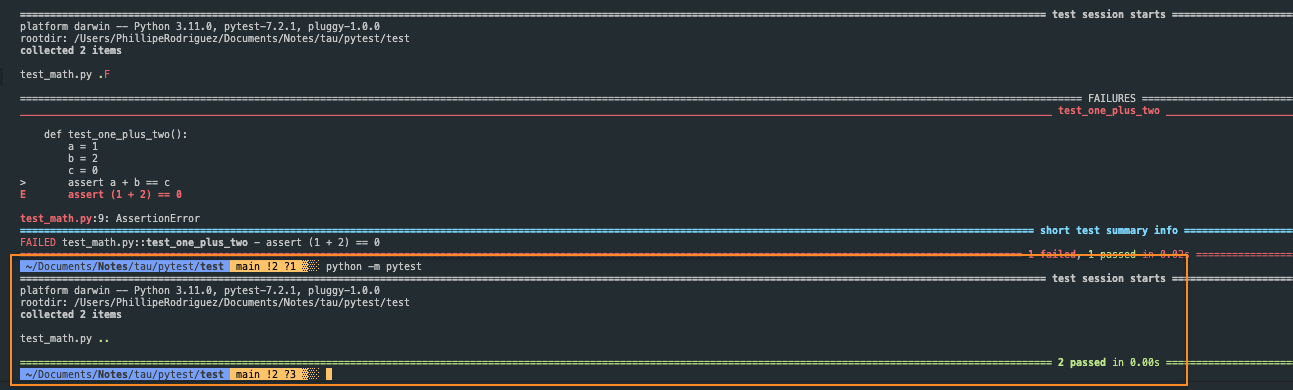 test session starts
platform darwin -- Python 3.11.0, pytest-7.2.1, pluggy-1.0.0
rootdir: /Users/PhillipeRodriguez/Documents/Notes/tau/pytest/test
collected 2 items
test_math.py .F
FAILURES
test_one_plus_two
def test_one_plus_two():
a = 1
b = 2
c = 0
> assert a + b == c
E assert (1 + 2) == 0
test_math.py:9: AssertionError
short test summary info
FAILED test_math.py::test_one_plus_two - assert (1 + 2) == 0
1 failed, 1 passed in 0.02s
~/Documents/Notes/tau/pytest/test main !2 ?1 python -m pytest
test session starts
platform darwin -- Python 3.11.0, pytest-7.2.1, pluggy-1.0.0
rootdir: /Users/PhillipeRodriguez/Documents/Notes/tau/pytest/test
collected 2 items
test_math.py ..
2 passed in 0.00s
~/Documents/Notes/tau/pytest/test main !2 ?3